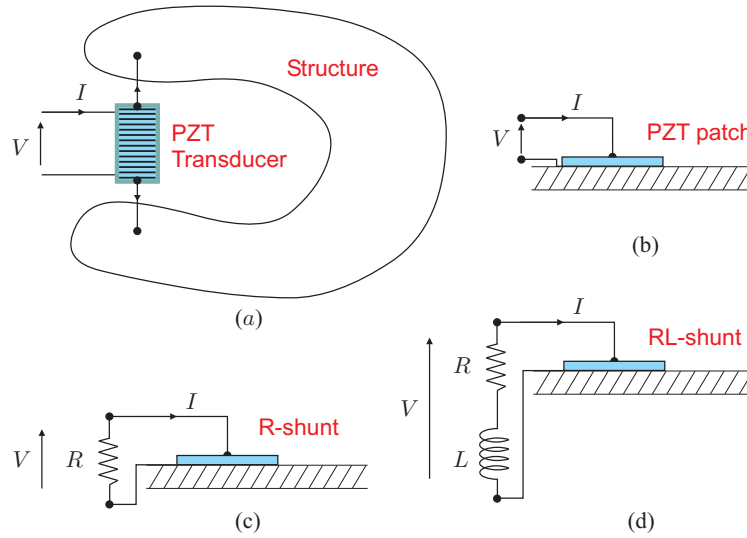 Structure
I
V
PZT
Transducer
(a)
I
V
PZT patch
(b)
I
R-shunt
V
R
(c)
I
RL-shunt
R
V
L
(d)